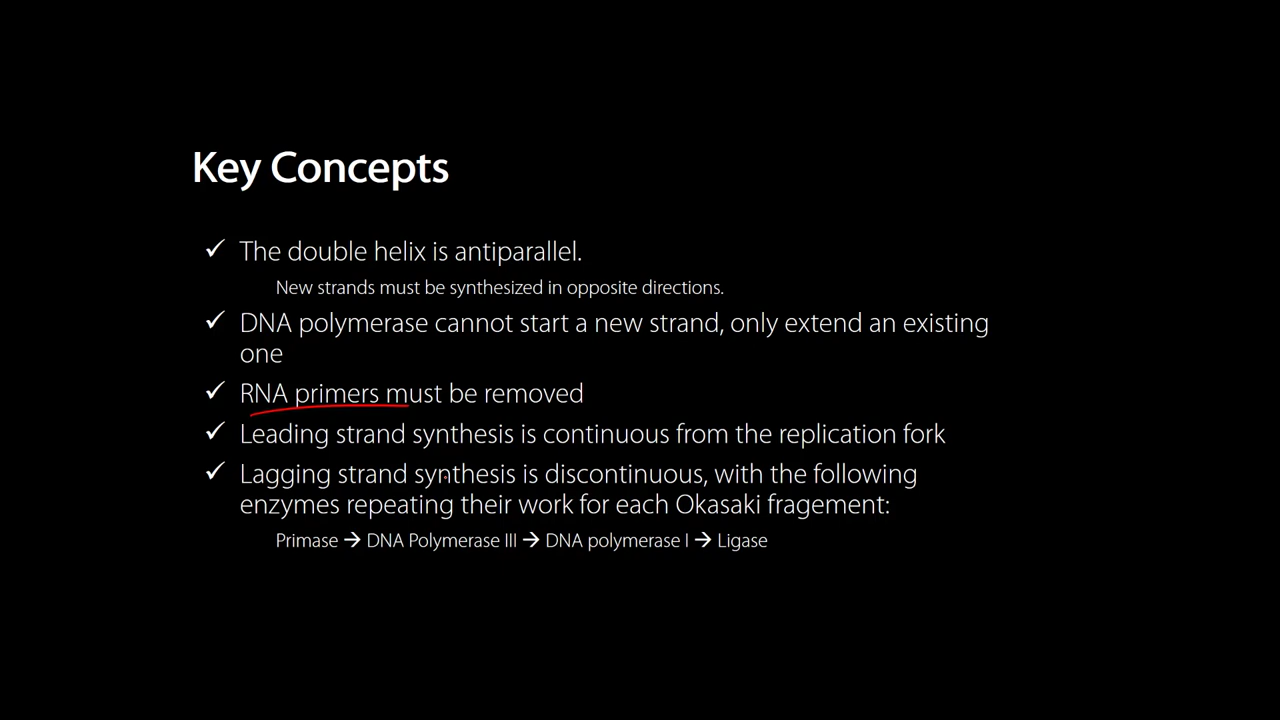 Key Concepts
✓ The double helix is antiparallel.
New strands must be synthesized in opposite directions.
✓ DNA polymerase cannot start a new strand, only extend an existing
one
✓ RNA primers must be removed
✓ Leading strand synthesis is continuous from the replication fork
✓ Lagging strand synthesis is discontinuous, with the following
enzymes repeating their work for each Okasaki fragement:
Primase → DNA Polymerase III → DNA polymerase I → Ligase